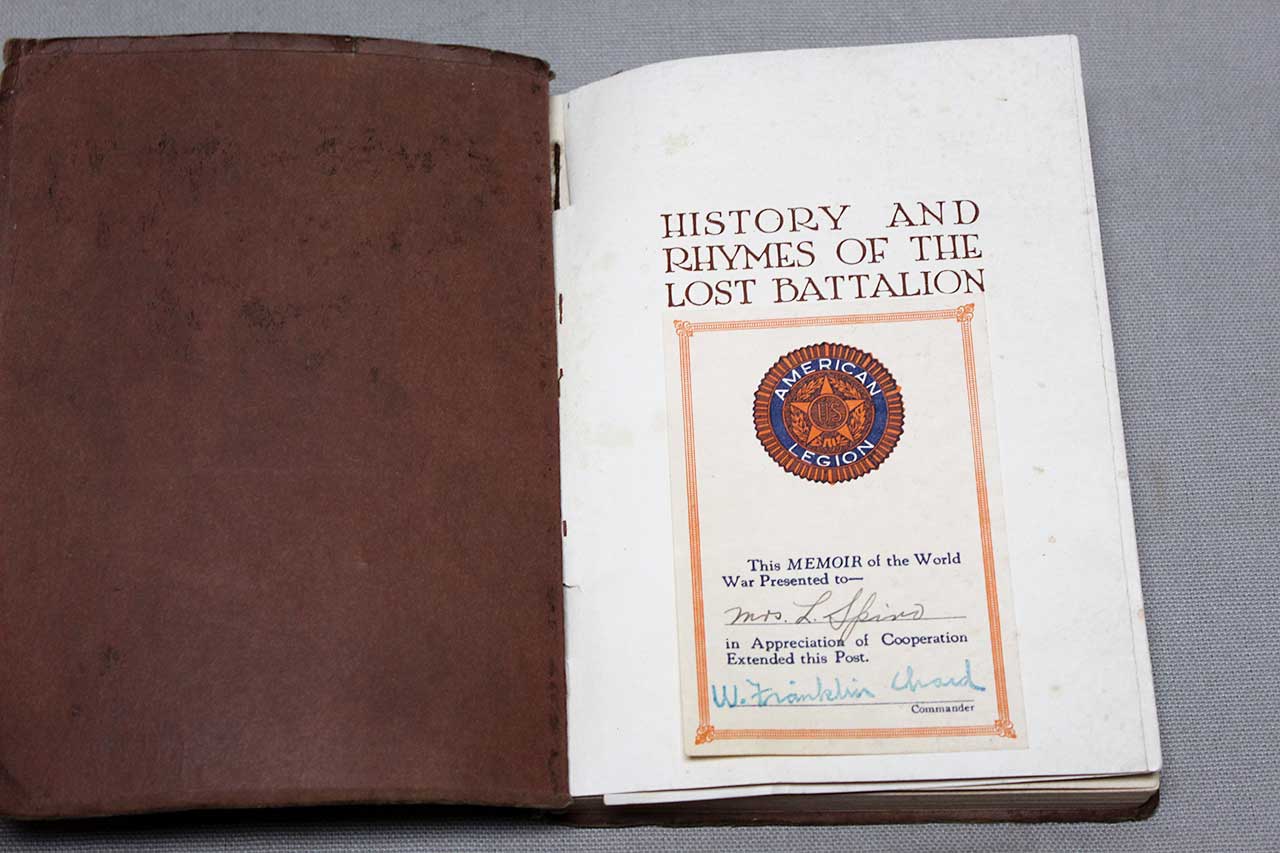 HISTORY AND
RHYMES OF THE
LOST BATTALION
AMERICAN
US
LEGION
This MEMOIR of the World
War Presented to—
Mrs. L. Spiro
in Appreciation of Cooperation
Extended this Post.
W. Franklin Chard
Commander